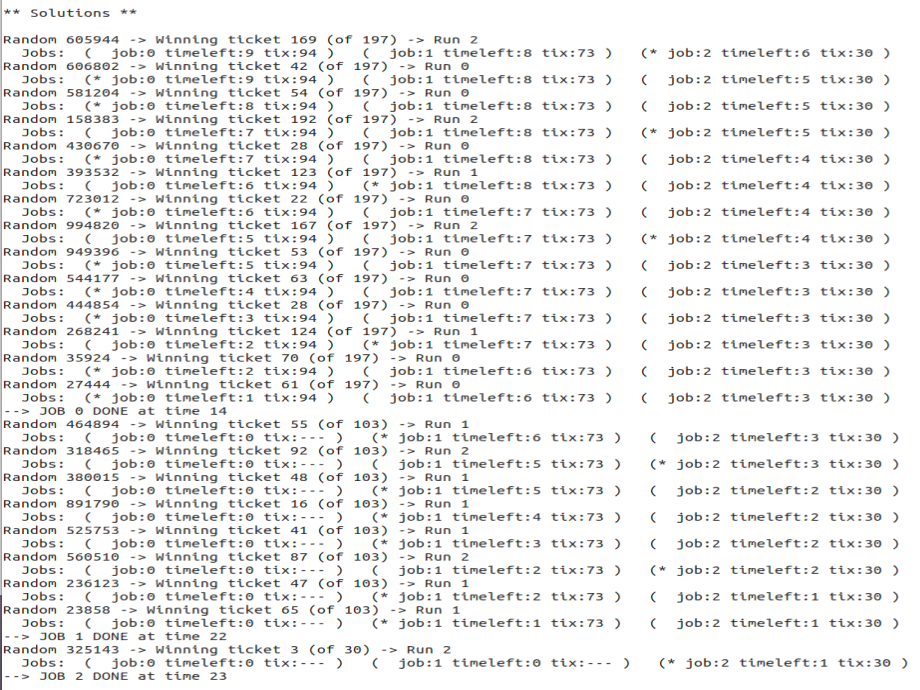 ** Solutions **
Random 605944 -> Winning ticket 169 (of 197) -> Run 2
Jobs: ( job:0 timeleft:9 tix:94 ) ( job:1 timeleft:8 tix:73 ) (* job:2 timeleft:6 tix:30 )
Random 606802 -> Winning ticket 42 (of 197) -> Run 0
Jobs: (* job:0 timeleft:9 tix:94 ) ( job:1 timeleft:8 tix:73 ) ( job:2 timeleft:5 tix:30 )
Random 581204 -> Winning ticket 54 (of 197) -> Run 0
Jobs: (* job:0 timeleft:8 tix:94 ) ( job:1 timeleft:8 tix:73 ) ( job:2 timeleft:5 tix:30 )
Random 158383 -> Winning ticket 192 (of 197) -> Run 2
Jobs: ( job:0 timeleft:7 tix:94 ) ( job:1 timeleft:8 tix:73 ) (* job:2 timeleft:5 tix:30 )
Random 430670 -> Winning ticket 28 (of 197) -> Run 0
Jobs: (* job:0 timeleft:7 tix:94 ) ( job:1 timeleft:8 tix:73 ) ( job:2 timeleft:4 tix:30 )
Random 393532 -> Winning ticket 123 (of 197) -> Run 1
Jobs: ( job:0 timeleft:6 tix:94 ) (* job:1 timeleft:8 tix:73 ) ( job:2 timeleft:4 tix:30 )
Random 723012 -> Winning ticket 22 (of 197) -> Run 0
Jobs: (* job:0 timeleft:6 tix:94 ) ( job:1 timeleft:7 tix:73 ) ( job:2 timeleft:4 tix:30 )
Random 994820 -> Winning ticket 167 (of 197) -> Run 2
Jobs: ( job:0 timeleft:5 tix:94 ) ( job:1 timeleft:7 tix:73 ) (* job:2 timeleft:4 tix:30 )
Random 949396 -> Winning ticket 53 (of 197) -> Run 0
Jobs: (* job:0 timeleft:5 tix:94 ) ( job:1 timeleft:7 tix:73 ) ( job:2 timeleft:3 tix:30 )
Random 544177 -> Winning ticket 63 (of 197) -> Run 0
Jobs: (* job:0 timeleft:4 tix:94 ) ( job:1 timeleft:7 tix:73 ) ( job:2 timeleft:3 tix:30 )
Random 444854 -> Winning ticket 28 (of 197) -> Run 0
Jobs: (* job:0 timeleft:3 tix:94 ) ( job:1 timeleft:7 tix:73 ) ( job:2 timeleft:3 tix:30 )
Random 268241 -> Winning ticket 124 (of 197) -> Run 1
Jobs: ( job:0 timeleft:2 tix:94 ) (* job:1 timeleft:7 tix:73 ) ( job:2 timeleft:3 tix:30 )
Random 35924 -> Winning ticket 70 (of 197) -> Run 0
Jobs: (* job:0 timeleft:2 tix:94 ) ( job:1 timeleft:6 tix:73 ) ( job:2 timeleft:3 tix:30 )
Random 27444 -> Winning ticket 61 (of 197) -> Run 0
Jobs: (* job:0 timeleft:1 tix:94 ) ( job:1 timeleft:6 tix:73 ) ( job:2 timeleft:3 tix:30 )
--> JOB 0 DONE at time 14
Random 464894 -> Winning ticket 55 (of 103) -> Run 1
Jobs: ( job:0 timeleft:0 tix:--- ) (* job:1 timeleft:6 tix:73 ) ( job:2 timeleft:3 tix:30 )
Random 318465 -> Winning ticket 92 (of 103) -> Run 2
Jobs: ( job:0 timeleft:0 tix:--- ) ( job:1 timeleft:5 tix:73 ) (* job:2 timeleft:3 tix:30 )
Random 380015 -> Winning ticket 48 (of 103) -> Run 1
Jobs: ( job:0 timeleft:0 tix:--- ) (* job:1 timeleft:5 tix:73 ) ( job:2 timeleft:2 tix:30 )
Random 891790 -> Winning ticket 16 (of 103) -> Run 1
Jobs: ( job:0 timeleft:0 tix:--- ) (* job:1 timeleft:4 tix:73 ) ( job:2 timeleft:2 tix:30 )
Random 525753 -> Winning ticket 41 (of 103) -> Run 1
Jobs: ( job:0 timeleft:0 tix:--- ) (* job:1 timeleft:3 tix:73 ) ( job:2 timeleft:2 tix:30 )
Random 560510 -> Winning ticket 87 (of 103) -> Run 2
Jobs: ( job:0 timeleft:0 tix:--- ) ( job:1 timeleft:2 tix:73 ) (* job:2 timeleft:2 tix:30 )
Random 236123 -> Winning ticket 47 (of 103) -> Run 1
Jobs: ( job:0 timeleft:0 tix:--- ) (* job:1 timeleft:2 tix:73 ) ( job:2 timeleft:1 tix:30 )
Random 23858 -> Winning ticket 65 (of 103) -> Run 1
Jobs: ( job:0 timeleft:0 tix:--- ) (* job:1 timeleft:1 tix:73 ) ( job:2 timeleft:1 tix:30 )
--> JOB 1 DONE at time 22
Random 325143 -> Winning ticket 3 (of 30) -> Run 2
Jobs: ( job:0 timeleft:0 tix:--- ) ( job:1 timeleft:0 tix:--- ) (* job:2 timeleft:1 tix:30 )
--> JOB 2 DONE at time 23